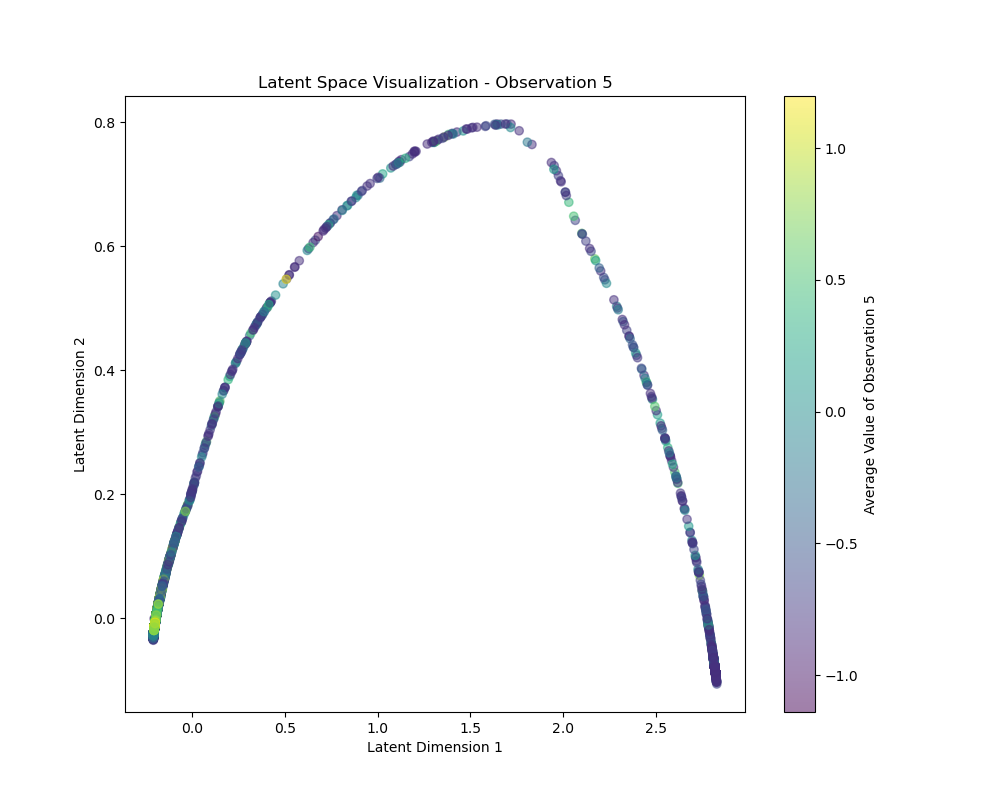 Latent Space Visualization - Observation 5
0.8
0.6
0.4
0.2
0.0
Latent Dimension 2
0.0 0.5 1.0 1.5 2.0 2.5
Latent Dimension 1
1.0
0.5
0.0
−0.5
−1.0
Average Value of Observation 5